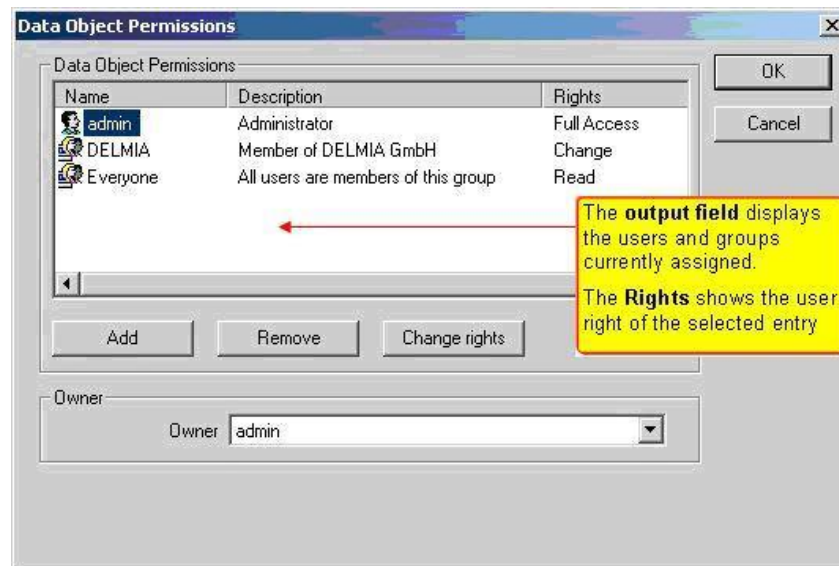 Data Object Permissions
Data Object Permissions
OK
Name Description Rights
admin Administrator Full Access
Cancel
DELMIA Member of DELMIA GmbH Change
Everyone All users are members of this group Read
The output field displays
the users and groups
currently assigned.
The Rights shows the user
right of the selected entry
Add Remove Change rights
Owner
Owner admin